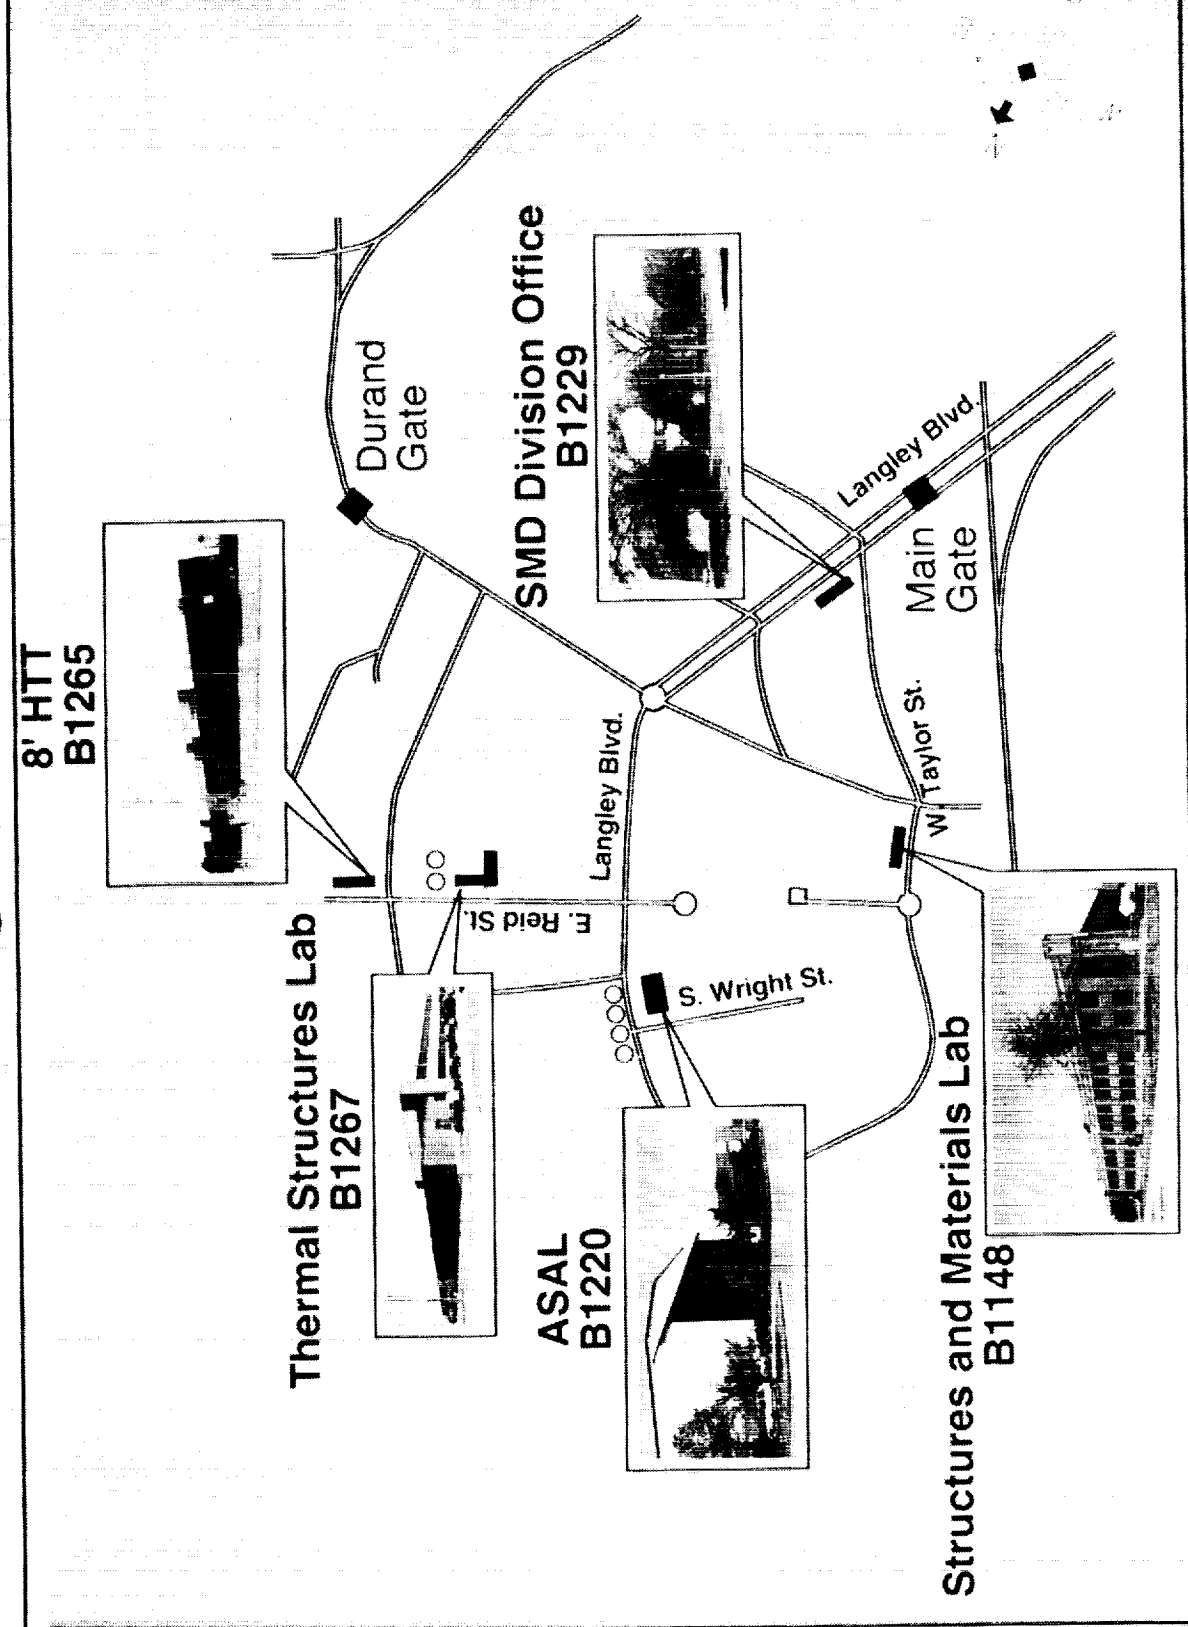 8' HTT
B1265
Thermal Structures Lab
B1267
ASAL
B1220
Structures and Materials Lab
B1148
SMD Division Office
B1229
Durand
Gate
Main
Gate
Langley Blvd.
Langley Blvd.
E. Reid St.
S. Wright St.
W. Taylor St.